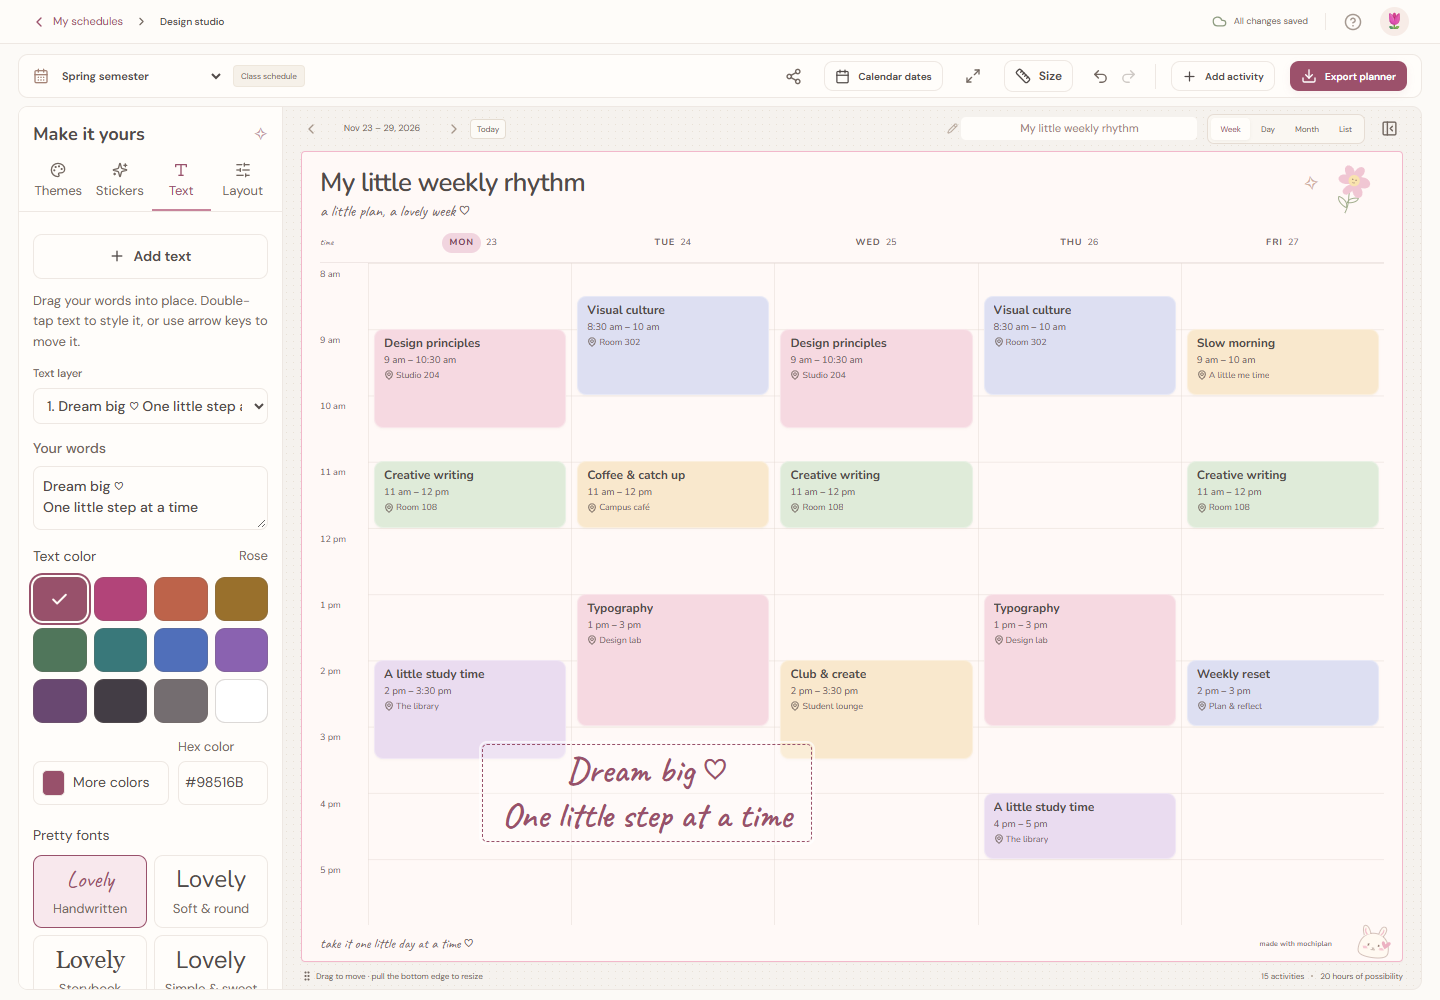 My schedules
Design studio
All changes saved
Spring semester
Class schedule
Calendar dates
Size
Add activity
Export planner
Make it yours
Themes
Stickers
Text
Layout
Add text
Drag your words into place. Double-
tap text to style it, or use arrow keys to
move it.
Text layer
1. Dream big ♡ One little step a
Your words
Dream big ♡
One little step at a time
Text color
Rose
Hex color
More colors
#98516B
Pretty fonts
Lovely
Handwritten
Lovely
Soft & round
Lovely
Storybook
Lovely
Simple & sweet
Nov 23 – 29, 2026
Today
My little weekly rhythm
Week
Day
Month
List
My little weekly rhythm
a little plan, a lovely week ♡
time
MON 23
TUE 24
WED 25
THU 26
FRI 27
8 am
9 am
10 am
11 am
12 pm
1 pm
2 pm
3 pm
4 pm
5 pm
Design principles
9 am – 10:30 am
Studio 204
Creative writing
11 am – 12 pm
Room 108
A little study time
2 pm – 3:30 pm
The library
Visual culture
8:30 am – 10 am
Room 302
Coffee & catch up
11 am – 12 pm
Campus café
Typography
1 pm – 3 pm
Design lab
Design principles
9 am – 10:30 am
Studio 204
Creative writing
11 am – 12 pm
Room 108
Club & create
2 pm – 3:30 pm
Student lounge
Visual culture
8:30 am – 10 am
Room 302
Typography
1 pm – 3 pm
Design lab
A little study time
4 pm – 5 pm
The library
Slow morning
9 am – 10 am
A little me time
Creative writing
11 am – 12 pm
Room 108
Weekly reset
2 pm – 3 pm
Plan & reflect
Dream big ♡
One little step at a time
take it one little day at a time ♡
made with mochiplan
Drag to move · pull the bottom edge to resize
15 activities • 20 hours of possibility